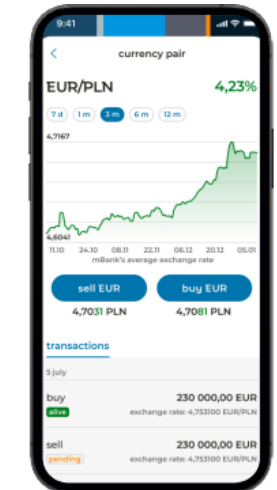 9:41
currency pair
EUR/PLN 4,23%
7 d 1 m 3 m 6 m 12 m
4,7167
4,6041
11.10 24.10 08.11 22.11 06.12 20.12 05.01
mBank's average exchange rate
sell EUR buy EUR
4,7031 PLN 4,7081 PLN
transactions
5 july
buy 230 000,00 EUR
alive exchange rate: 4,753100 EUR/PLN
sell 230 000,00 EUR
pending exchange rate: 4,753100 EUR/PLN